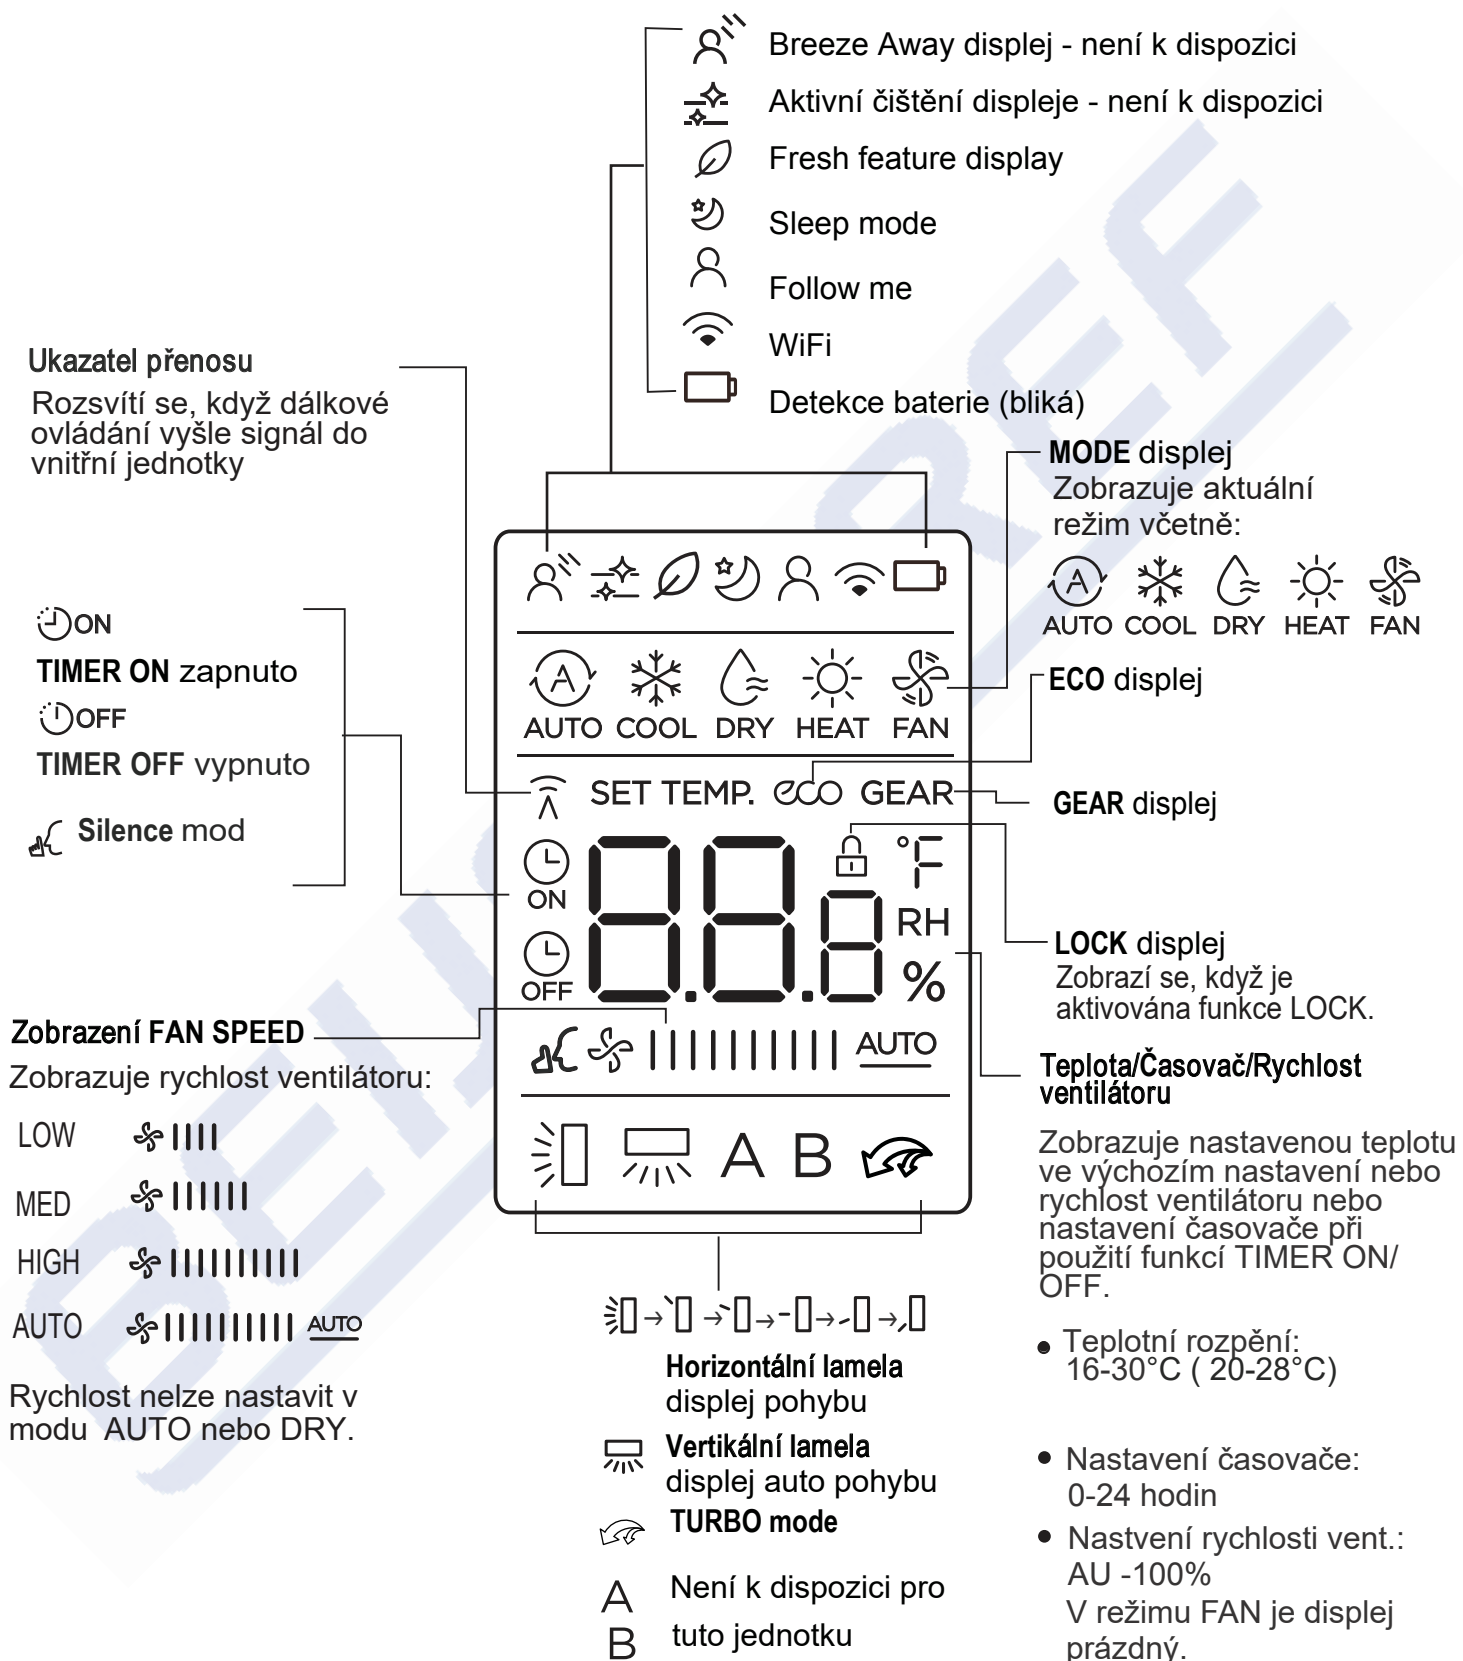 Breeze Away displej - není k dispozici
Aktivní čištění displeje - není k dispozici
Fresh feature display
Sleep mode
Follow me
WiFi
Detekce baterie (bliká)
Ukazatel přenosu
Rozsvítí se, když dálkové
ovládání vyšle signál do
vnitřní jednotky
ON
TIMER ON zapnuto
OFF
TIMER OFF vypnuto
Silence mod
Zobrazení FAN SPEED
Zobrazuje rychlost ventilátoru:
LOW
MED
HIGH
AUTO AUTO
Rychlost nelze nastavit v
modu AUTO nebo DRY.
AUTO COOL DRY HEAT FAN
SET TEMP. eco GEAR
ON
OFF
°F
RH
%
AUTO
A B
MODE displej
Zobrazuje aktuální
režim včetně:
A
AUTO COOL DRY HEAT FAN
ECO displej
GEAR displej
LOCK displej
Zobrazí se, když je
aktivována funkce LOCK.
Teplota/Časovač/Rychlost
ventilátoru
Zobrazuje nastavenou teplotu
ve výchozím nastavení nebo
rychlost ventilátoru nebo
nastavení časovače při
použití funkcí TIMER ON/
OFF.
Teplotní rozpění:
16-30°C ( 20-28°C)
Nastavení časovače:
0-24 hodin
Nastvení rychlosti vent.:
AU -100%
V režimu FAN je displej
prázdný.
Horizontální lamela
displej pohybu
Vertikální lamela
displej auto pohybu
TURBO mode
A Není k dispozici pro
B tuto jednotku